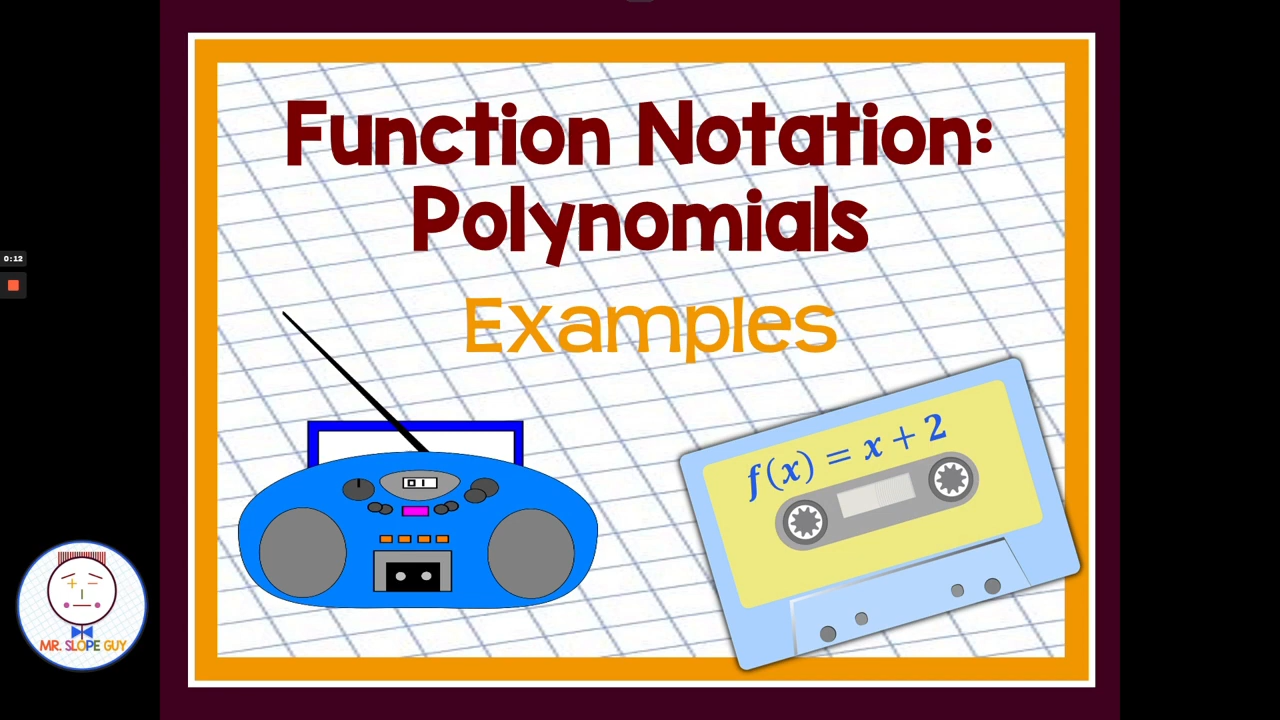 Function Notation:
Polynomials
Examples
0:12
f(x) = x + 2
MR. SLOPE GUY